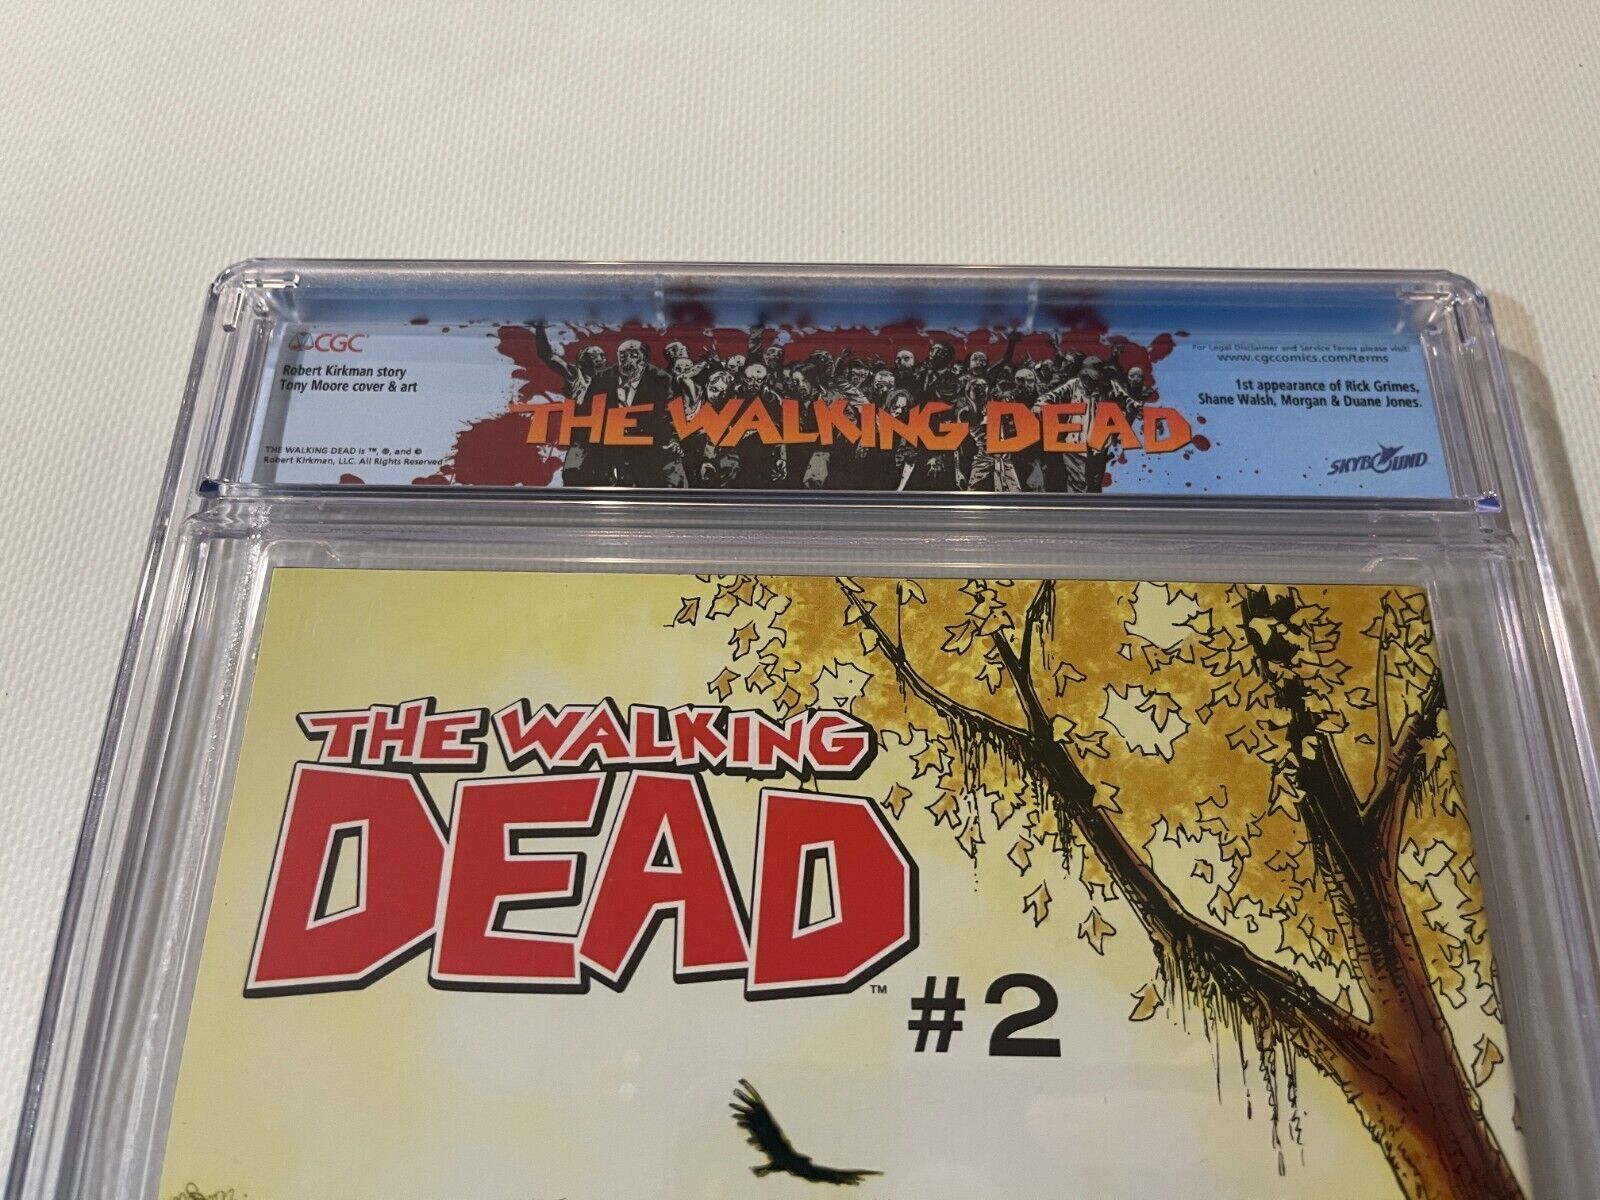 CGC
Robert Kirkman story
Tony Moore cover & art
THE WALKING DEAD is ™, ®, and ©
Robert Kirkman, LLC. All Rights Reserved
THE WALKING DEAD
For Legal Disclaimer and Service Terms please visit:
www.cgccomics.com/terms
1st appearance of Rick Grimes,
Shane Walsh, Morgan & Duane Jones.
SKYBOUND
THE WALKING
DEAD™
#2